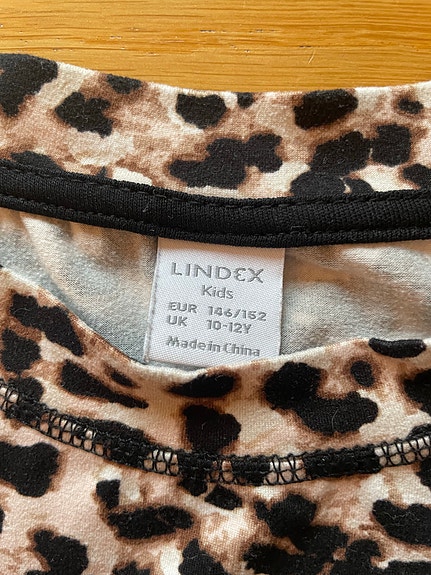 LINDEX
Kids
EUR 146/152
UK 10-12Y
Made in China